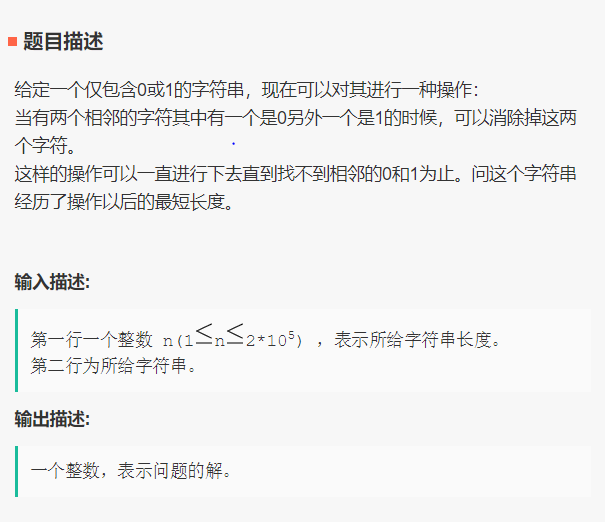 题目描述
给定一个仅包含0或1的字符串，现在可以对其进行一种操作：
当有两个相邻的字符其中有一个是0另外一个是1的时候，可以消除掉这两
个字符。
这样的操作可以一直进行下去直到找不到相邻的0和1为止。问这个字符串
经历了操作以后的最短长度。
输入描述:
第一行一个整数 n(1≤n≤2*10⁵) ，表示所给字符串长度。
第二行为所给字符串。
输出描述:
一个整数，表示问题的解。